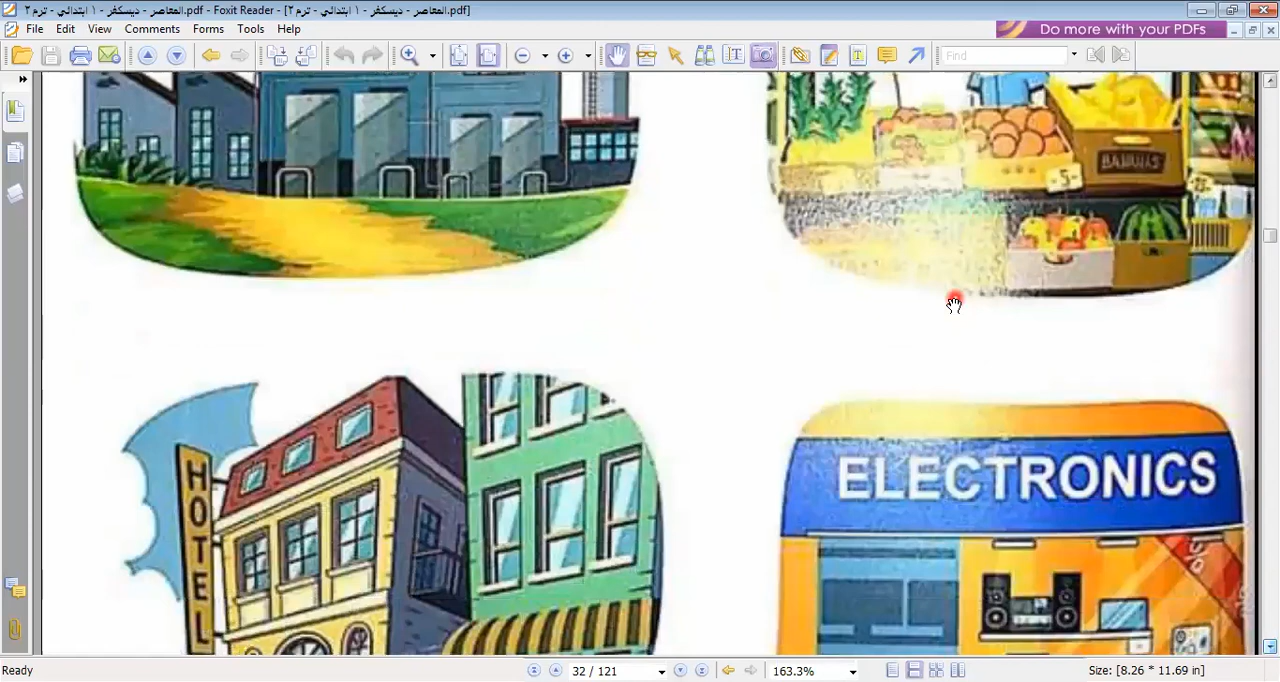 المعاصر - ديسكفر - ١ ابتدائي - ترم ٢.pdf - Foxit Reader - [المعاصر - ديسكفر - ١ ابتدائي - ترم ٢.pdf]
File Edit View Comments Forms Tools Help
Do more with your PDFs
Find
BANANAS
5
HOTEL
ELECTRONICS
%
Ready
32 / 121
163.3%
Size: [8.26 * 11.69 in]